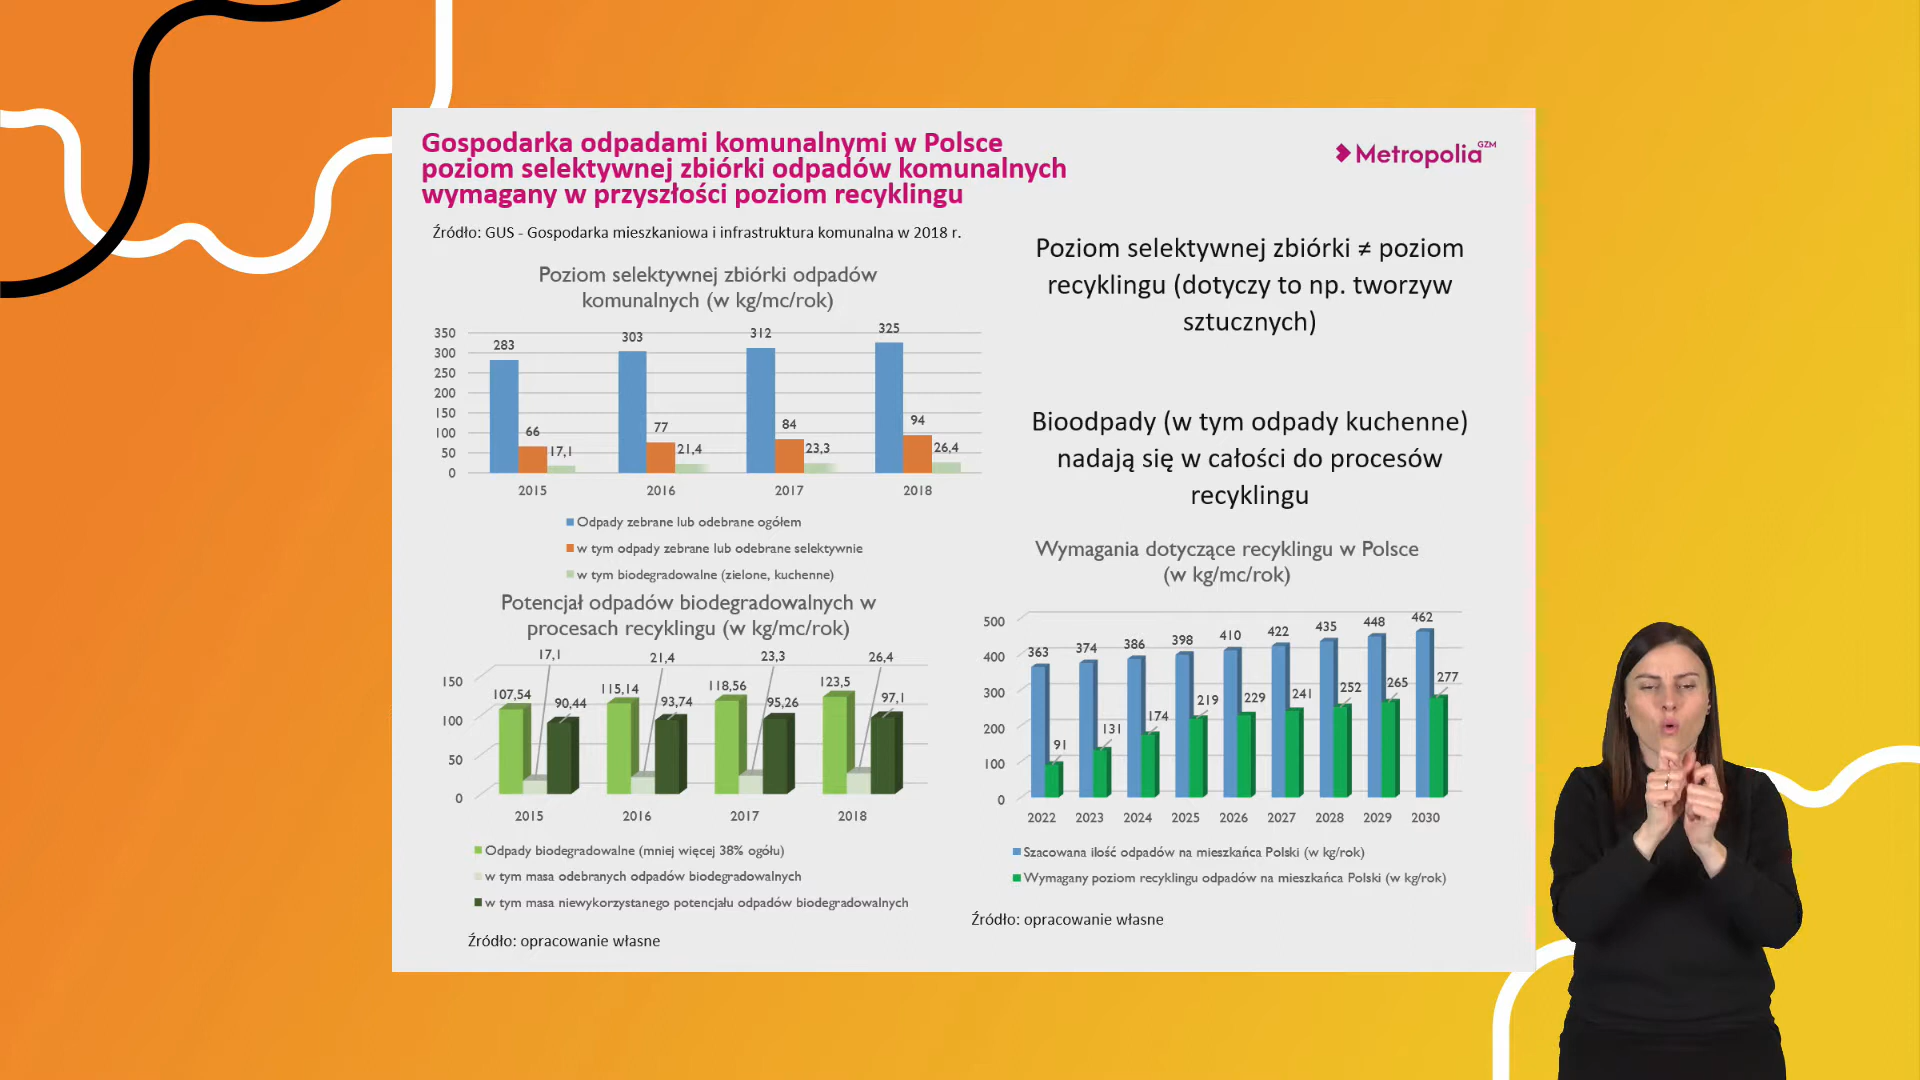 Gospodarka odpadami komunalnymi w Polsce
poziom selektywnej zbiórki odpadów komunalnych
wymagany w przyszłości poziom recyklingu
Metropolia GZM
Źródło: GUS - Gospodarka mieszkaniowa i infrastruktura komunalna w 2018 r.
Poziom selektywnej zbiórki odpadów
komunalnych (w kg/mc/rok)
350
300
250
200
150
100
50
0
283
66
17,1
303
77
21,4
312
84
23,3
325
94
26,4
2015 2016 2017 2018
Odpady zebrane lub odebrane ogółem
w tym odpady zebrane lub odebrane selektywnie
w tym biodegradowalne (zielone, kuchenne)
Potencjał odpadów biodegradowalnych w
procesach recyklingu (w kg/mc/rok)
150
100
50
0
107,54
17,1
90,44
115,14
21,4
93,74
118,56
23,3
95,26
123,5
26,4
97,1
2015 2016 2017 2018
Odpady biodegradowalne (mniej więcej 38% ogółu)
w tym masa odebranych odpadów biodegradowalnych
w tym masa niewykorzystanego potencjału odpadów biodegradowalnych
Źródło: opracowanie własne
Poziom selektywnej zbiórki ≠ poziom
recyklingu (dotyczy to np. tworzyw
sztucznych)
Bioodpady (w tym odpady kuchenne)
nadają się w całości do procesów
recyklingu
Wymagania dotyczące recyklingu w Polsce
(w kg/mc/rok)
500
400
300
200
100
0
363 374 386 398 410 422 435 448 462
91 131 174 219 229 241 252 265 277
2022 2023 2024 2025 2026 2027 2028 2029 2030
Szacowana ilość odpadów na mieszkańca Polski (w kg/rok)
Wymagany poziom recyklingu odpadów na mieszkańca Polski (w kg/rok)
Źródło: opracowanie własne